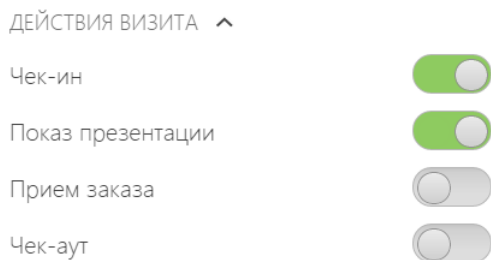 ДЕЙСТВИЯ ВИЗИТА
Чек-ин
Показ презентации
Прием заказа
Чек-аут